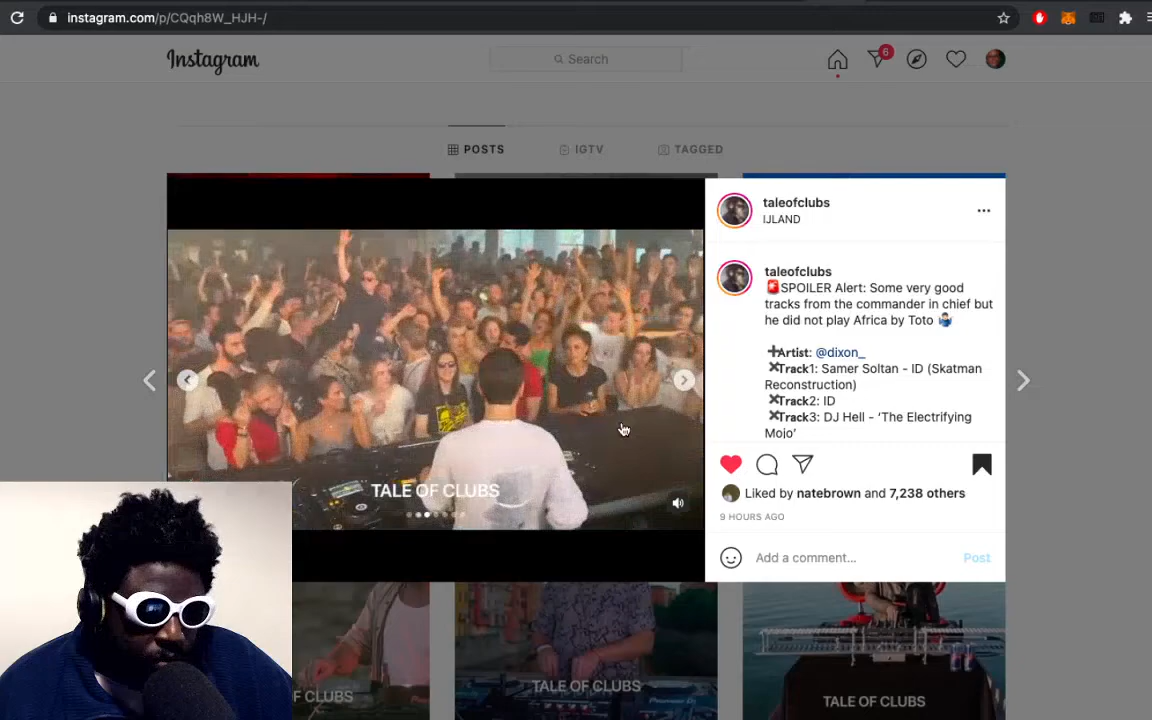 instagram.com/p/CQqh8W_HJH-/
Instagram
Search
6
POSTS
IGTV
TAGGED
taleofclubs
IJLAND
taleofclubs
🚨SPOILER Alert: Some very good
tracks from the commander in chief but
he did not play Africa by Toto 🤷🏻‍♂️
➕Artist: @dixon_
✖Track1: Samer Soltan - ID (Skatman
Reconstruction)
✖Track2: ID
✖Track3: DJ Hell - ‘The Electrifying
Mojo’
TALE OF CLUBS
Liked by natebrown and 7,238 others
9 HOURS AGO
Add a comment… Post
F CLUBS
TALE OF CLUBS
TALE OF CLUBS